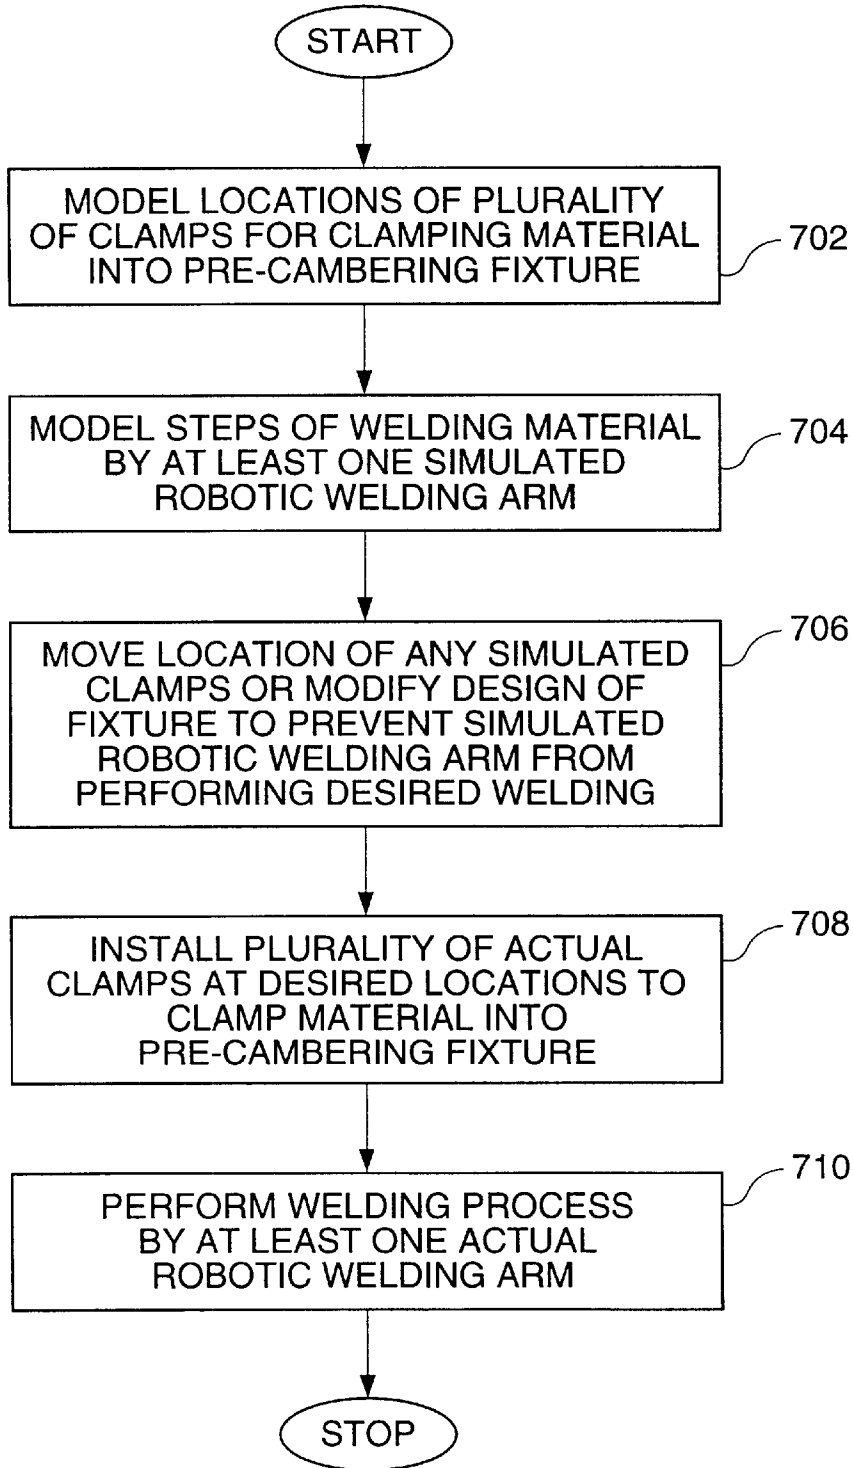 START
MODEL LOCATIONS OF PLURALITY
OF CLAMPS FOR CLAMPING MATERIAL
INTO PRE-CAMBERING FIXTURE
702
MODEL STEPS OF WELDING MATERIAL
BY AT LEAST ONE SIMULATED
ROBOTIC WELDING ARM
704
MOVE LOCATION OF ANY SIMULATED
CLAMPS OR MODIFY DESIGN OF
FIXTURE TO PREVENT SIMULATED
ROBOTIC WELDING ARM FROM
PERFORMING DESIRED WELDING
706
INSTALL PLURALITY OF ACTUAL
CLAMPS AT DESIRED LOCATIONS TO
CLAMP MATERIAL INTO
PRE-CAMBERING FIXTURE
708
PERFORM WELDING PROCESS
BY AT LEAST ONE ACTUAL
ROBOTIC WELDING ARM
710
STOP